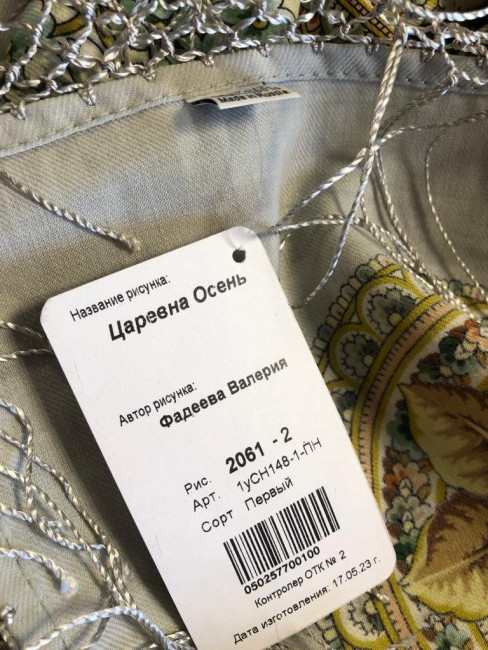 Название рисунка:
Царевна Осень
Автор рисунка:
Фадеева Валерия
Рис. 2061 - 2
Арт. 1уСН148-1-ПН
Сорт Первый
050257700100
Контролер ОТК № 2
Дата изготовления: 17.05.23 г.